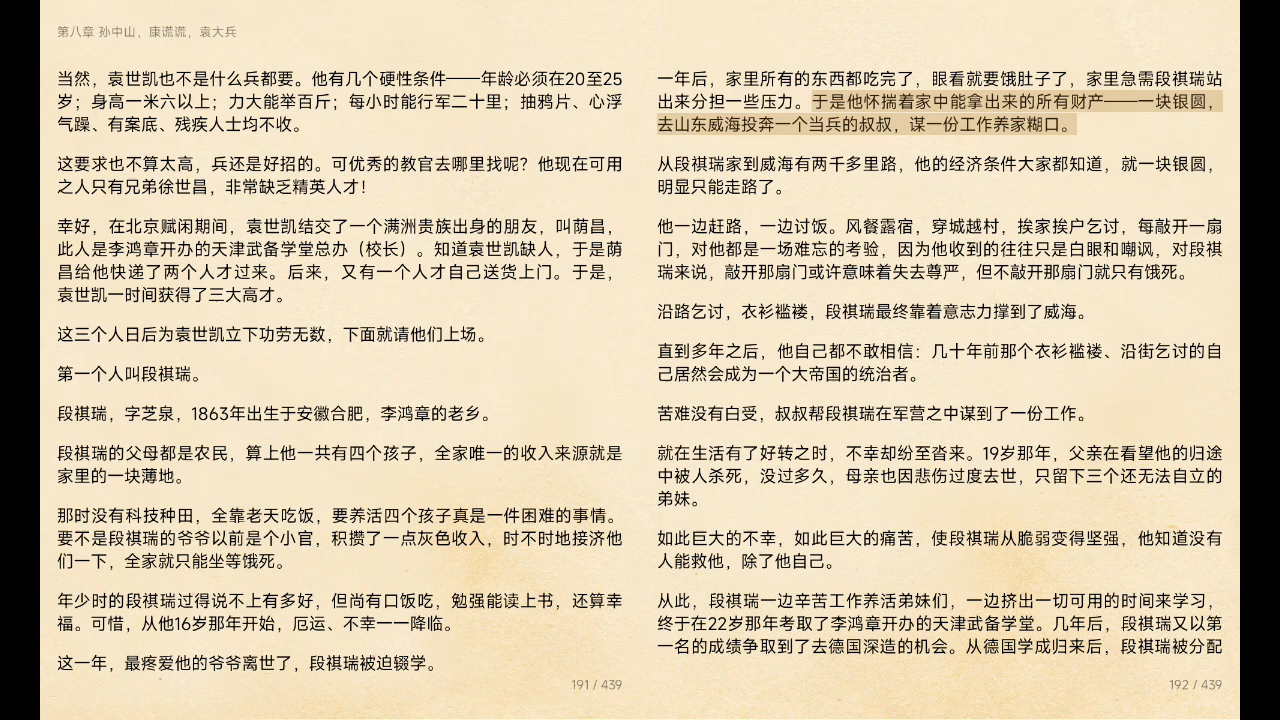 第八章 孙中山，康谎谎，袁大兵
当然，袁世凯也不是什么兵都要。他有几个硬性条件——年龄必须在20至25
岁；身高一米六以上；力大能举百斤；每小时能行军二十里；抽鸦片、心浮
气躁、有案底、残疾人士均不收。
这要求也不算太高，兵还是好招的。可优秀的教官去哪里找呢？他现在可用
之人只有兄弟徐世昌，非常缺乏精英人才！
幸好，在北京赋闲期间，袁世凯结交了一个满洲贵族出身的朋友，叫荫昌，
此人是李鸿章开办的天津武备学堂总办（校长）。知道袁世凯缺人，于是荫
昌给他快递了两个人才过来。后来，又有一个人才自己送货上门。于是，
袁世凯一时间获得了三大高才。
这三个人日后为袁世凯立下功劳无数，下面就请他们上场。
第一个人叫段祺瑞。
段祺瑞，字芝泉，1863年出生于安徽合肥，李鸿章的老乡。
段祺瑞的父母都是农民，算上他一共有四个孩子，全家唯一的收入来源就是
家里的一块薄地。
那时没有科技种田，全靠老天吃饭，要养活四个孩子真是一件困难的事情。
要不是段祺瑞的爷爷以前是个小官，积攒了一点灰色收入，时不时地接济他
们一下，全家就只能坐等饿死。
年少时的段祺瑞过得说不上有多好，但尚有口饭吃，勉强能读上书，还算幸
福。可惜，从他16岁那年开始，厄运、不幸一一降临。
这一年，最疼爱他的爷爷离世了，段祺瑞被迫辍学。
191 / 439
一年后，家里所有的东西都吃完了，眼看就要饿肚子了，家里急需段祺瑞站
出来分担一些压力。于是他怀揣着家中能拿出来的所有财产——一块银圆，
去山东威海投奔一个当兵的叔叔，谋一份工作养家糊口。
从段祺瑞家到威海有两千多里路，他的经济条件大家都知道，就一块银圆，
明显只能走路了。
他一边赶路，一边讨饭。风餐露宿，穿城越村，挨家挨户乞讨，每敲开一扇
门，对他都是一场难忘的考验，因为他收到的往往只是白眼和嘲讽，对段祺
瑞来说，敲开那扇门或许意味着失去尊严，但不敲开那扇门就只有饿死。
沿路乞讨，衣衫褴褛，段祺瑞最终靠着意志力撑到了威海。
直到多年之后，他自己都不敢相信：几十年前那个衣衫褴褛、沿街乞讨的自
己居然会成为一个大帝国的统治者。
苦难没有白受，叔叔帮段祺瑞在军营之中谋到了一份工作。
就在生活有了好转之时，不幸却纷至沓来。19岁那年，父亲在看望他的归途
中被人杀死，没过多久，母亲也因悲伤过度去世，只留下三个还无法自立的
弟妹。
如此巨大的不幸，如此巨大的痛苦，使段祺瑞从脆弱变得坚强，他知道没有
人能救他，除了他自己。
从此，段祺瑞一边辛苦工作养活弟妹们，一边挤出一切可用的时间来学习，
终于在22岁那年考取了李鸿章开办的天津武备学堂。几年后，段祺瑞又以第
一名的成绩争取到了去德国深造的机会。从德国学成归来后，段祺瑞被分配
192 / 439